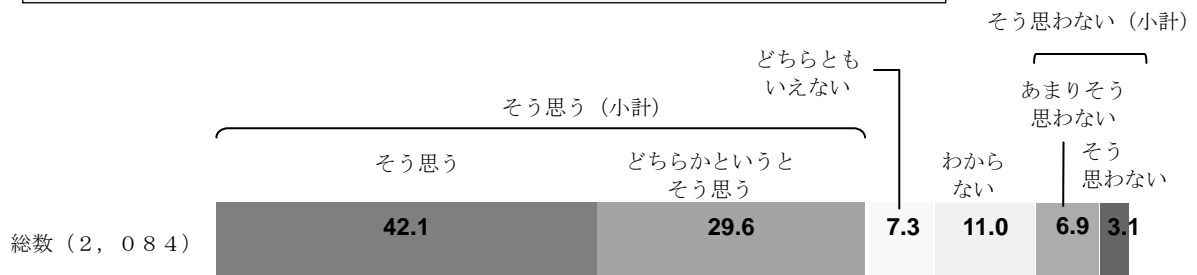 そう思わない（小計）
どちらとも
いえない
そう思う（小計）
あまりそう
思わない
そう思う
どちらかというと
そう思う
わから
ない
そう
思わない
総数（２，０８４）
42.1
29.6
7.3
11.0
6.9
3.1